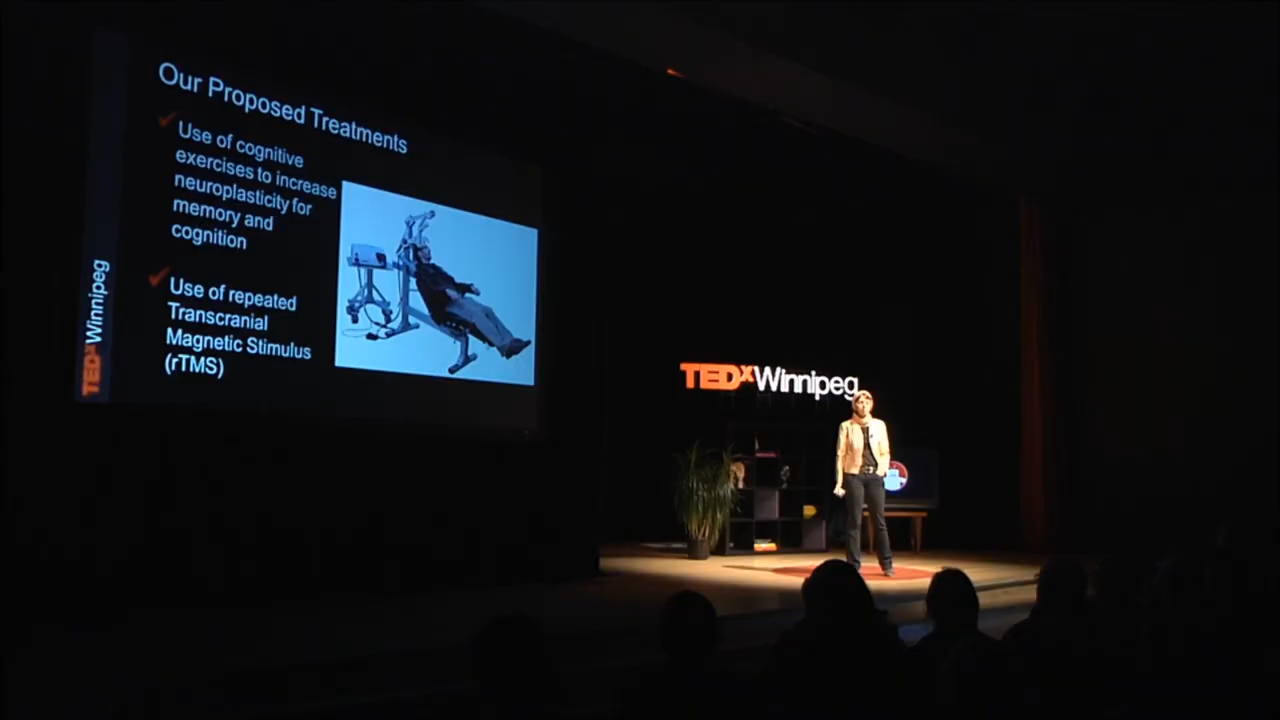 Our Proposed Treatments
Use of cognitive
exercises to increase
neuroplasticity for
memory and
cognition
Use of repeated
Transcranial
Magnetic Stimulus
(rTMS)
TEDxWinnipeg
TEDxWinnipeg